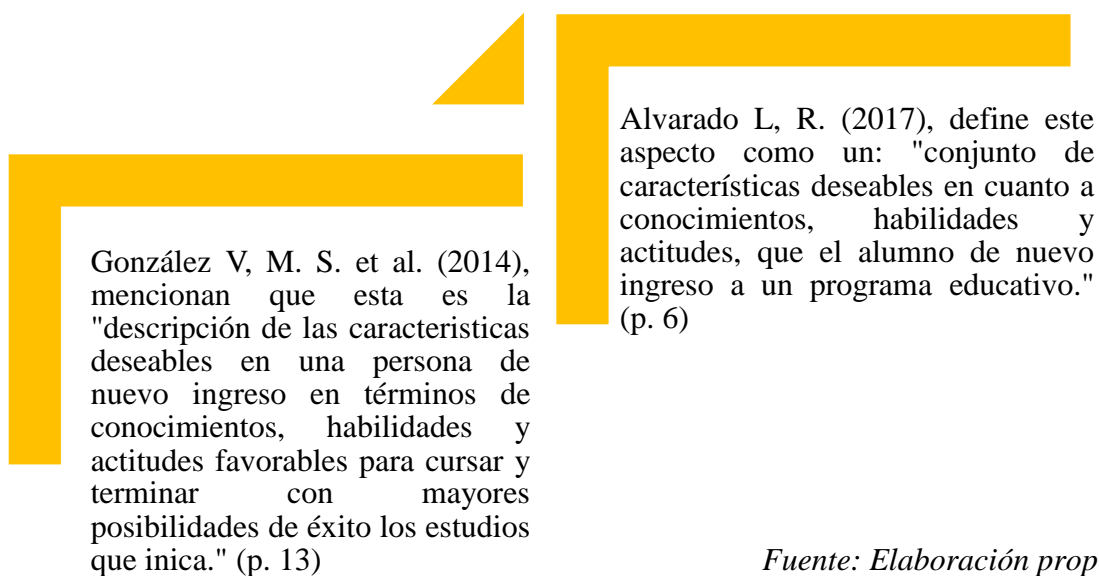 González V, M. S. et al. (2014),
mencionan que esta es la
"descripción de las caracteristicas
deseables en una persona de
nuevo ingreso en términos de
conocimientos, habilidades y
actitudes favorables para cursar y
terminar con mayores
posibilidades de éxito los estudios
que inica." (p. 13)
Alvarado L, R. (2017), define este
aspecto como un: "conjunto de
características deseables en cuanto a
conocimientos, habilidades y
actitudes, que el alumno de nuevo
ingreso a un programa educativo."
(p. 6)
Fuente: Elaboración prop